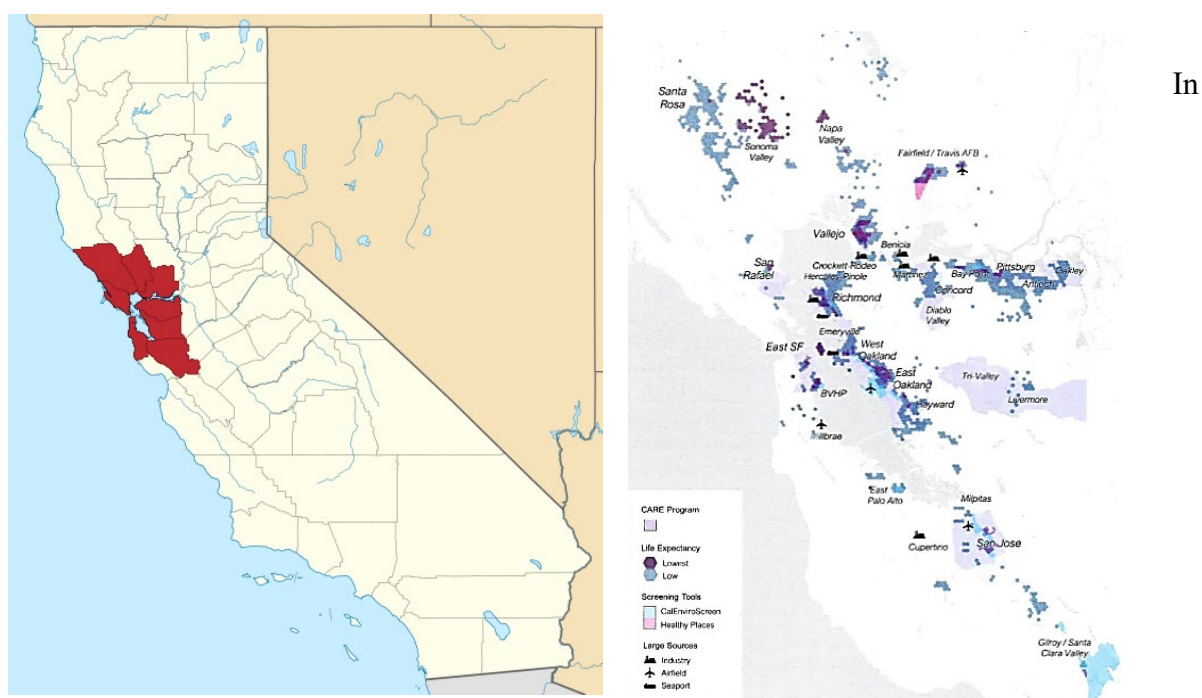 In
Santa
Rosa
Sonoma
Valley
Napa
Valley
Fairfield / Travis AFB
Vallejo
Benicia
San
Rafael
Crockett-Rodeo
Hercules Pinole
Martinez
Bay Point
Pittsburg
Oakley
Antioch
Concord
Richmond
Diablo
Valley
Emeryville
East SF
West
Oakland
East
Oakland
Tri-Valley
Livermore
BVHP
Hayward
Millbrae
East
Palo Alto
Milpitas
Cupertino
San Jose
Gilroy / Santa
Clara Valley
CARE Program
Life Expectancy
Lowest
Low
Screening Tools
CalEnviroScreen
Healthy Places
Large Sources
Industry
Airfield
Seaport